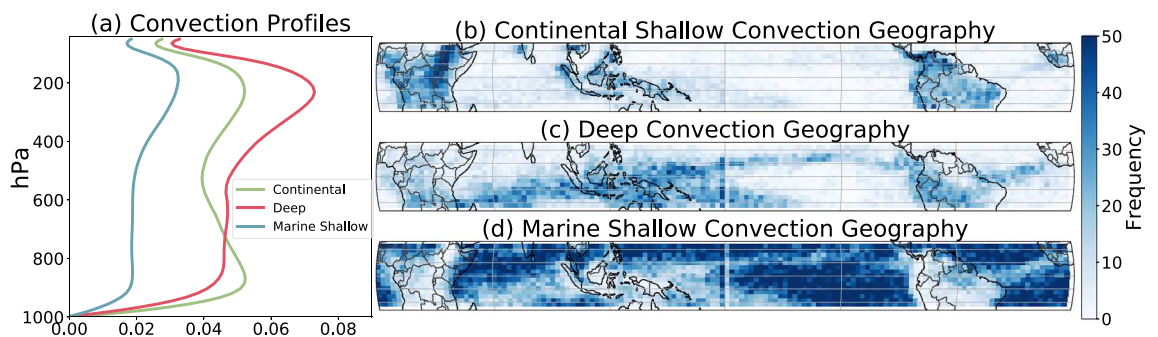 (a) Convection Profiles
hPa
200
400
600
800
1000
0.00 0.02 0.04 0.06 0.08
Continental
Deep
Marine Shallow
(b) Continental Shallow Convection Geography
(c) Deep Convection Geography
(d) Marine Shallow Convection Geography
50
40
30
20
10
0
Frequency